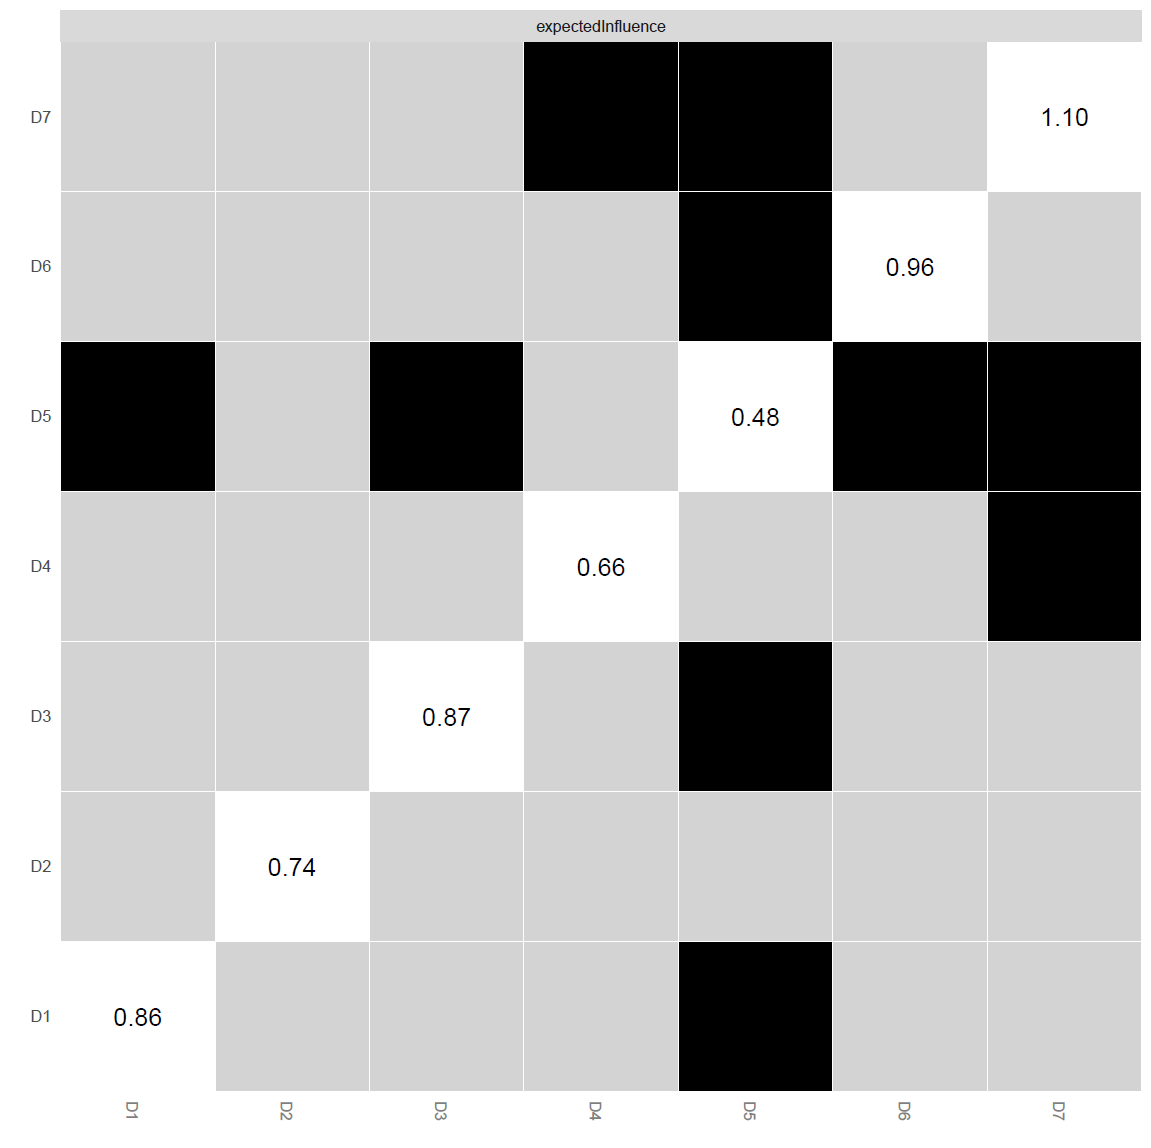 expectedInfluence
D7
1.10
D6
0.96
D5
0.48
D4
0.66
D3
0.87
D2
0.74
D1
0.86
D1 D2 D3 D4 D5 D6 D7